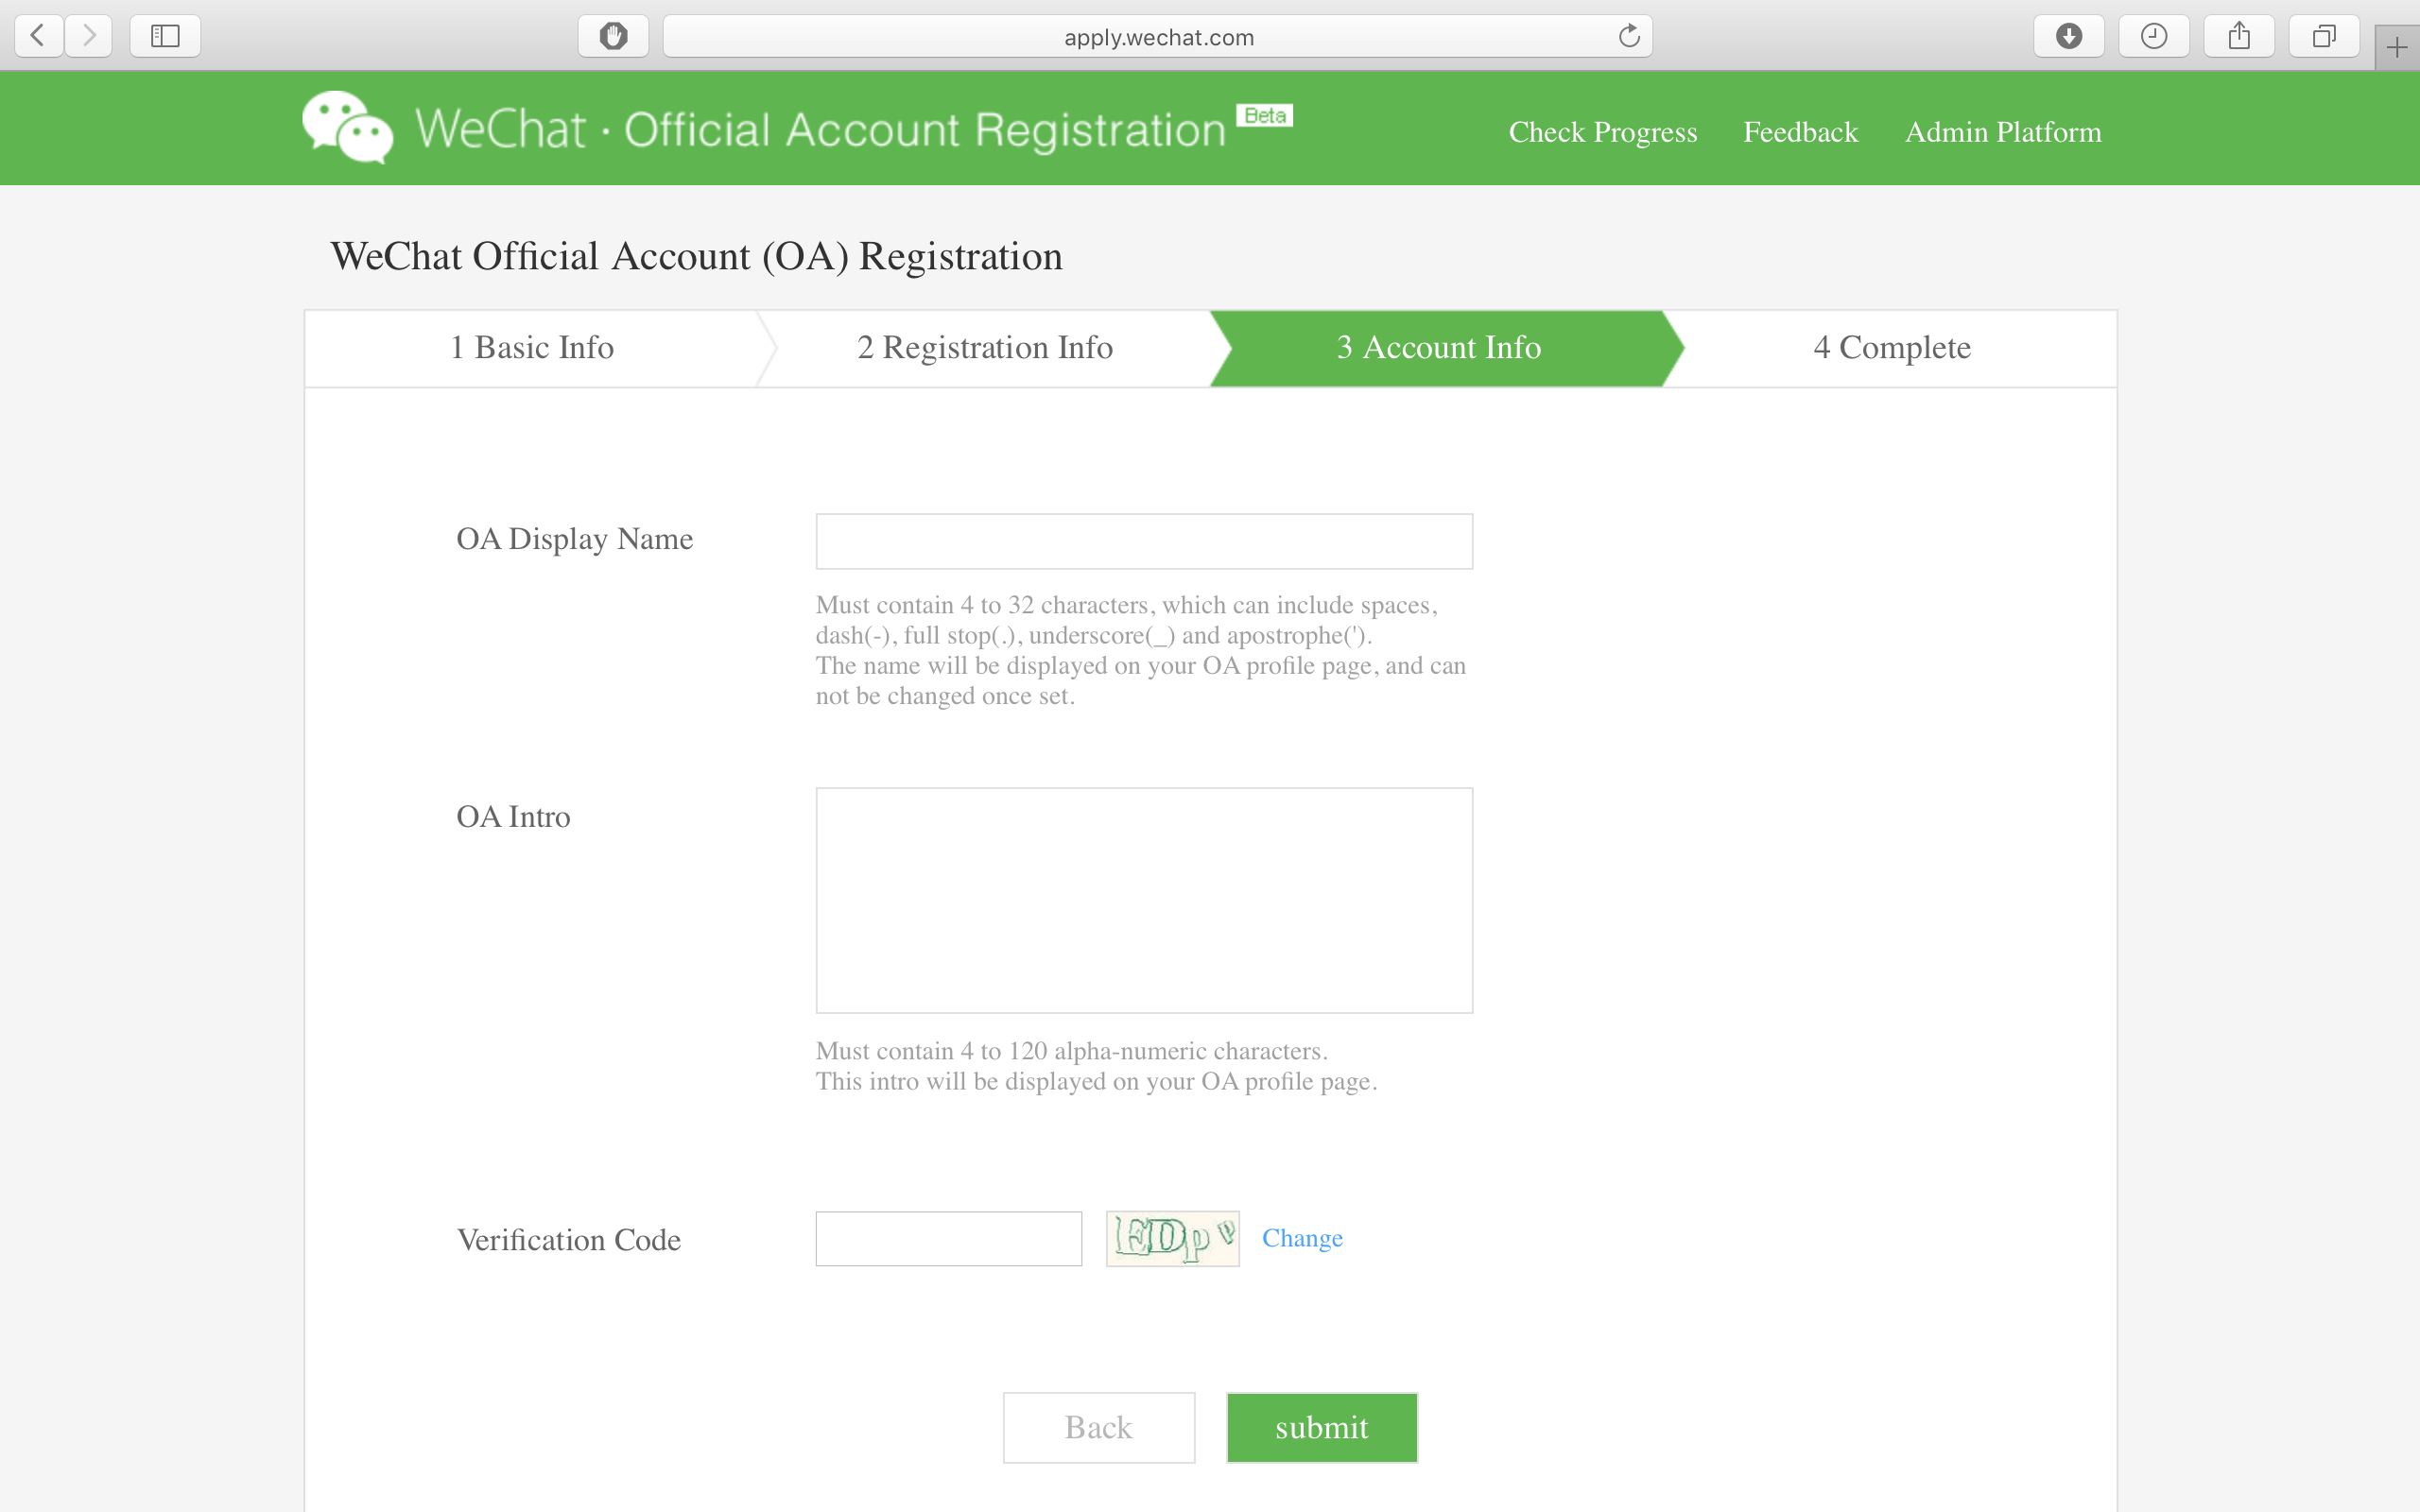 apply.wechat.com
WeChat · Official Account Registration Beta
Check Progress Feedback Admin Platform
WeChat Official Account (OA) Registration
1 Basic Info 2 Registration Info 3 Account Info 4 Complete
OA Display Name
Must contain 4 to 32 characters, which can include spaces,
dash(-), full stop(.), underscore(_) and apostrophe(').
The name will be displayed on your OA profile page, and can
not be changed once set.
OA Intro
Must contain 4 to 120 alpha-numeric characters.
This intro will be displayed on your OA profile page.
Verification Code
Change
Back submit